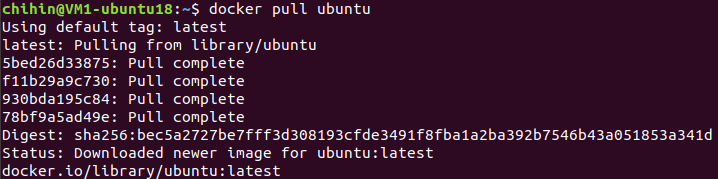 chihin@VM1-ubuntu18:~$ docker pull ubuntu
Using default tag: latest
latest: Pulling from library/ubuntu
5bed26d33875: Pull complete
f11b29a9c730: Pull complete
930bda195c84: Pull complete
78bf9a5ad49e: Pull complete
Digest: sha256:bec5a2727be7fff3d308193cfde3491f8fba1a2ba392b7546b43a051853a341d
Status: Downloaded newer image for ubuntu:latest
docker.io/library/ubuntu:latest